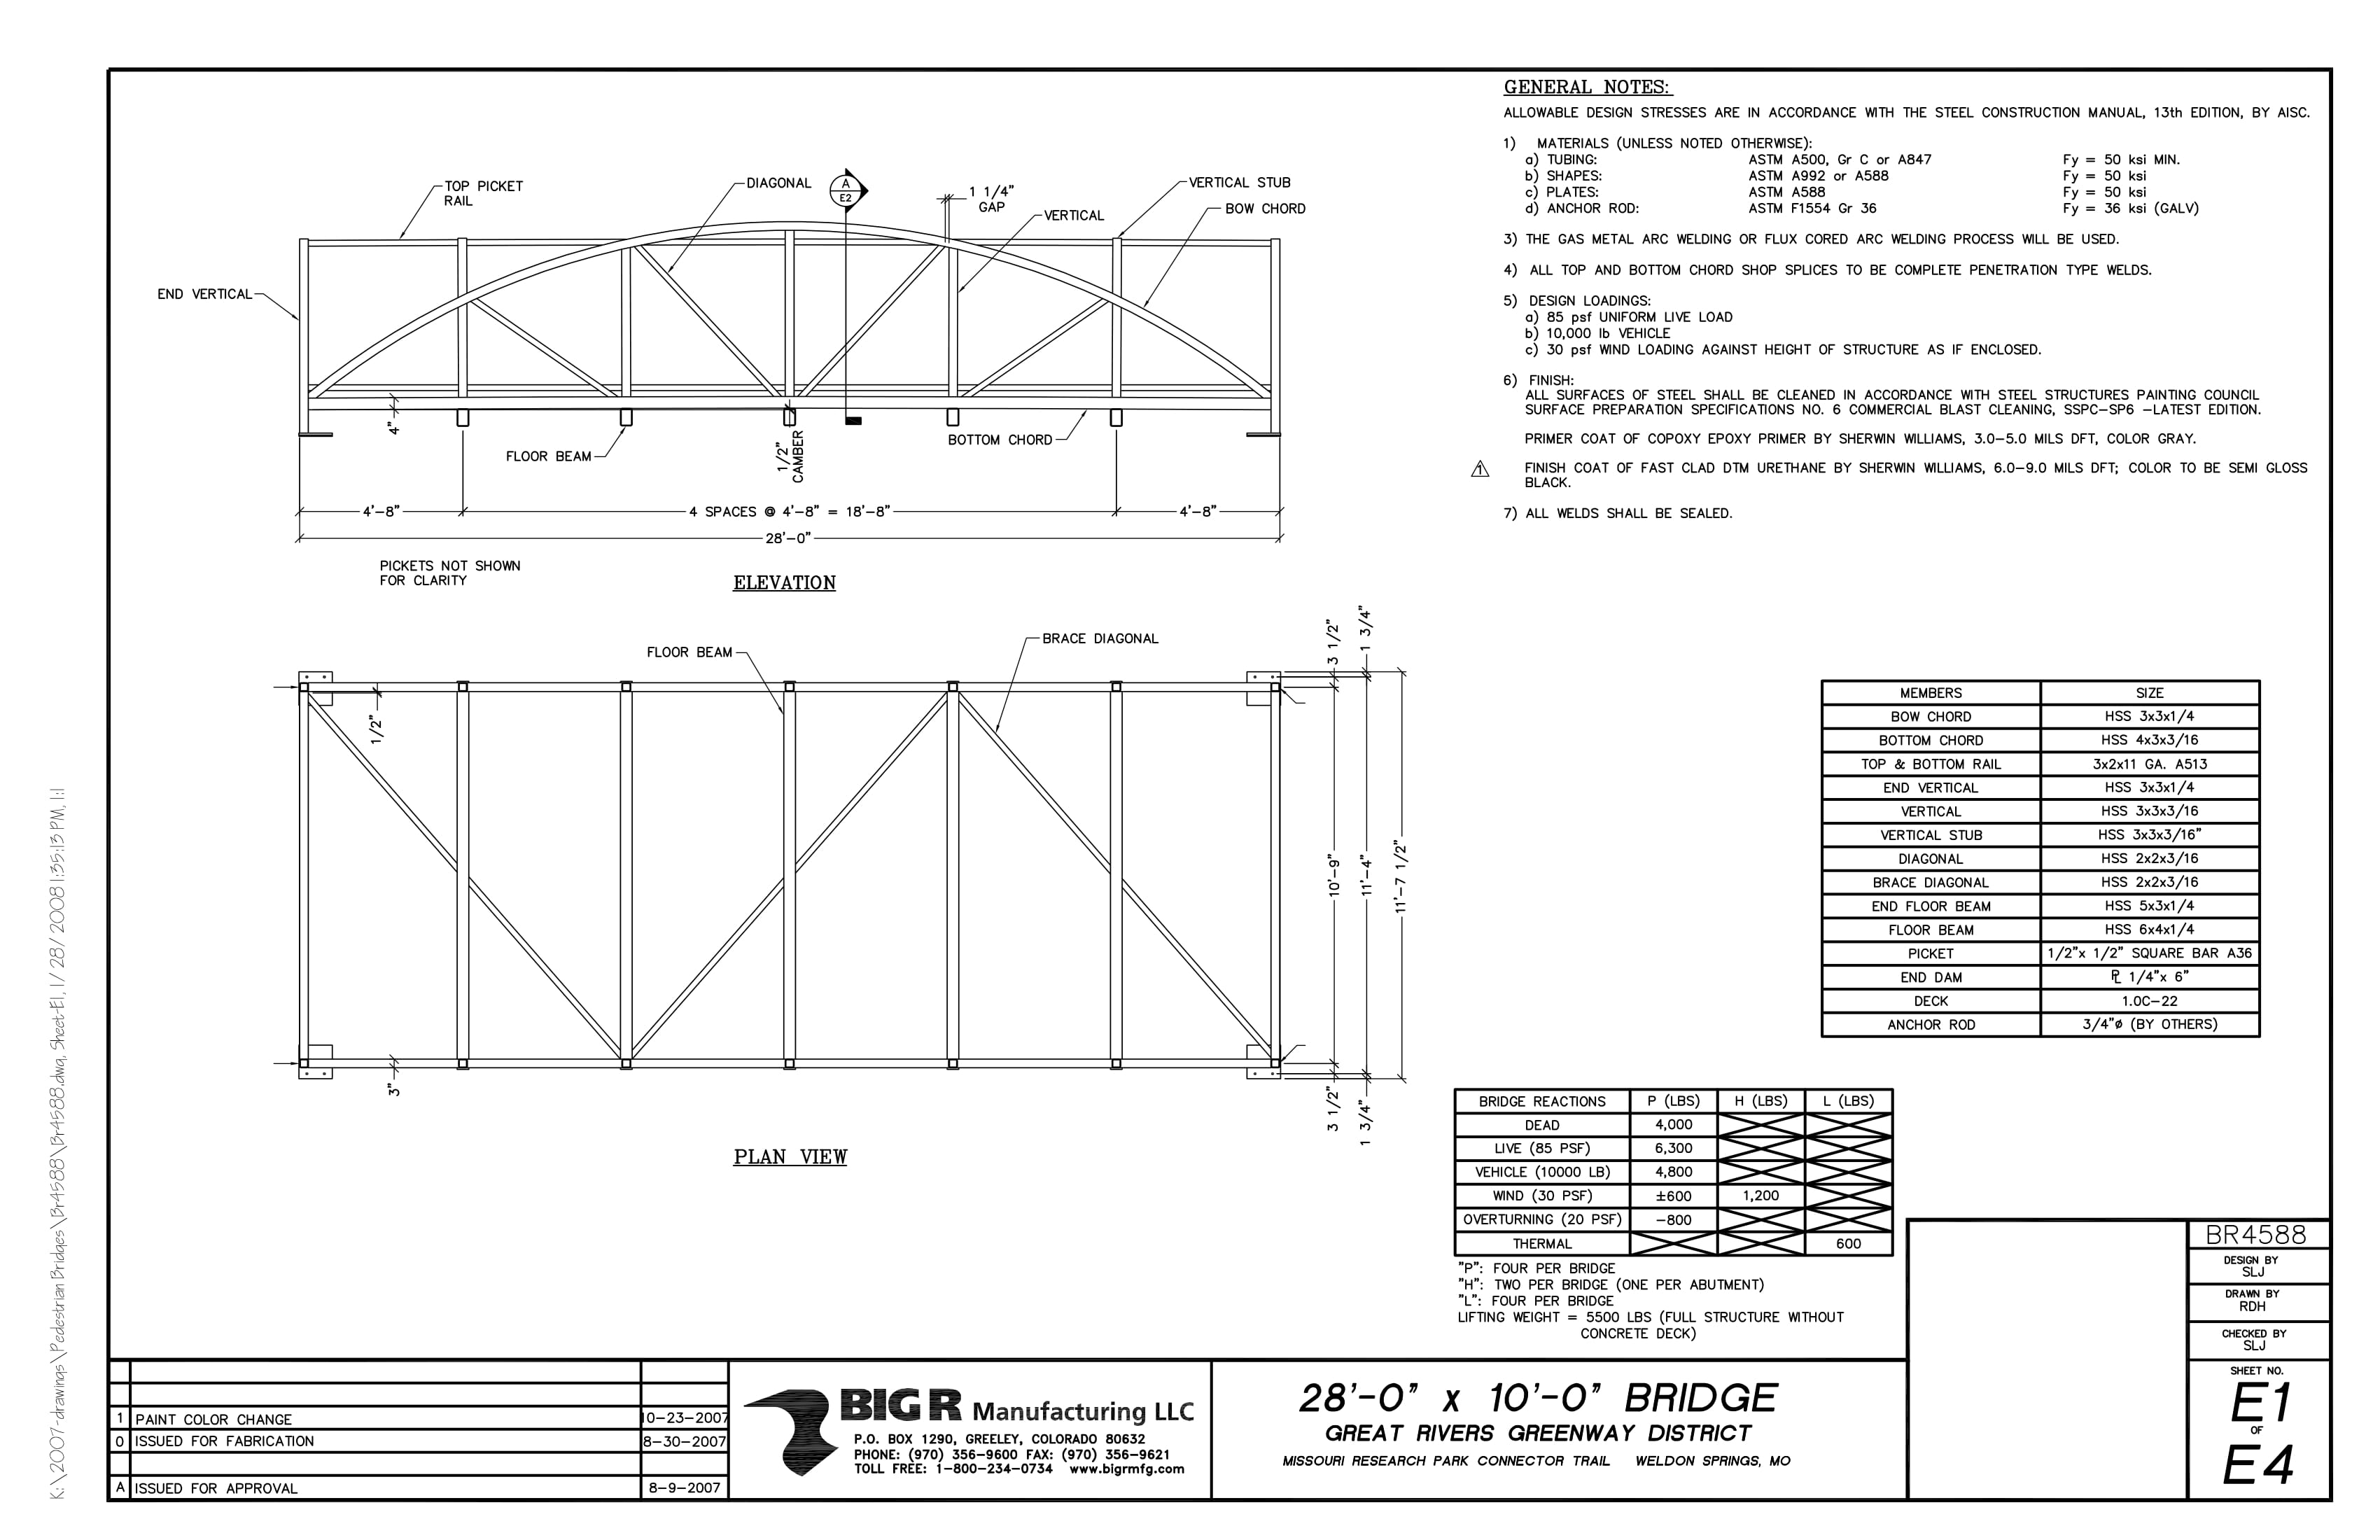 GENERAL NOTES:
ALLOWABLE DESIGN STRESSES ARE IN ACCORDANCE WITH THE STEEL CONSTRUCTION MANUAL, 13th EDITION, BY AISC.
1) MATERIALS (UNLESS NOTED OTHERWISE):
a) TUBING: ASTM A500, Gr C or A847 Fy = 50 ksi MIN.
b) SHAPES: ASTM A992 or A588 Fy = 50 ksi
c) PLATES: ASTM A588 Fy = 50 ksi
d) ANCHOR ROD: ASTM F1554 Gr 36 Fy = 36 ksi (GALV)
3) THE GAS METAL ARC WELDING OR FLUX CORED ARC WELDING PROCESS WILL BE USED.
4) ALL TOP AND BOTTOM CHORD SHOP SPLICES TO BE COMPLETE PENETRATION TYPE WELDS.
5) DESIGN LOADINGS:
a) 85 psf UNIFORM LIVE LOAD
b) 10,000 lb VEHICLE
c) 30 psf WIND LOADING AGAINST HEIGHT OF STRUCTURE AS IF ENCLOSED.
6) FINISH:
ALL SURFACES OF STEEL SHALL BE CLEANED IN ACCORDANCE WITH STEEL STRUCTURES PAINTING COUNCIL
SURFACE PREPARATION SPECIFICATIONS NO. 6 COMMERCIAL BLAST CLEANING, SSPC-SP6 -LATEST EDITION.
PRIMER COAT OF COPOXY EPOXY PRIMER BY SHERWIN WILLIAMS, 3.0-5.0 MILS DFT, COLOR GRAY.
1
FINISH COAT OF FAST CLAD DTM URETHANE BY SHERWIN WILLIAMS, 6.0-9.0 MILS DFT; COLOR TO BE SEMI GLOSS
BLACK.
7) ALL WELDS SHALL BE SEALED.
TOP PICKET
RAIL
DIAGONAL
A
E2
1 1/4"
GAP
VERTICAL
VERTICAL STUB
BOW CHORD
END VERTICAL
4"
FLOOR BEAM
1/2"
CAMBER
BOTTOM CHORD
4'-8"
4 SPACES @ 4'-8" = 18'-8"
4'-8"
28'-0"
PICKETS NOT SHOWN
FOR CLARITY
ELEVATION
FLOOR BEAM
BRACE DIAGONAL
1/2"
3"
3 1/2"
1 3/4"
10'-9"
11'-4"
11'-7 1/2"
3 1/2"
1 3/4"
PLAN VIEW
MEMBERS SIZE
BOW CHORD HSS 3x3x1/4
BOTTOM CHORD HSS 4x3x3/16
TOP & BOTTOM RAIL 3x2x11 GA. A513
END VERTICAL HSS 3x3x1/4
VERTICAL HSS 3x3x3/16
VERTICAL STUB HSS 3x3x3/16"
DIAGONAL HSS 2x2x3/16
BRACE DIAGONAL HSS 2x2x3/16
END FLOOR BEAM HSS 5x3x1/4
FLOOR BEAM HSS 6x4x1/4
PICKET 1/2"x 1/2" SQUARE BAR A36
END DAM PL 1/4"x 6"
DECK 1.0C-22
ANCHOR ROD 3/4"ø (BY OTHERS)
BRIDGE REACTIONS P (LBS) H (LBS) L (LBS)
DEAD 4,000
LIVE (85 PSF) 6,300
VEHICLE (10000 LB) 4,800
WIND (30 PSF) ±600 1,200
OVERTURNING (20 PSF) -800
THERMAL 600
"P": FOUR PER BRIDGE
"H": TWO PER BRIDGE (ONE PER ABUTMENT)
"L": FOUR PER BRIDGE
LIFTING WEIGHT = 5500 LBS (FULL STRUCTURE WITHOUT
CONCRETE DECK)
1 PAINT COLOR CHANGE 10-23-2007
0 ISSUED FOR FABRICATION 8-30-2007
A ISSUED FOR APPROVAL 8-9-2007
BIG R Manufacturing LLC
P.O. BOX 1290, GREELEY, COLORADO 80632
PHONE: (970) 356-9600 FAX: (970) 356-9621
TOLL FREE: 1-800-234-0734 www.bigrmfg.com
28'-0" x 10'-0" BRIDGE
GREAT RIVERS GREENWAY DISTRICT
MISSOURI RESEARCH PARK CONNECTOR TRAIL WELDON SPRINGS, MO
BR4588
DESIGN BY
SLJ
DRAWN BY
RDH
CHECKED BY
SLJ
SHEET NO.
E1
OF
E4
K:\2007-drawings\Pedestrian Bridges\Br4588\Br4588.dwg, Sheet-E1, 1/28/2008 1:35:13 PM, 1:1